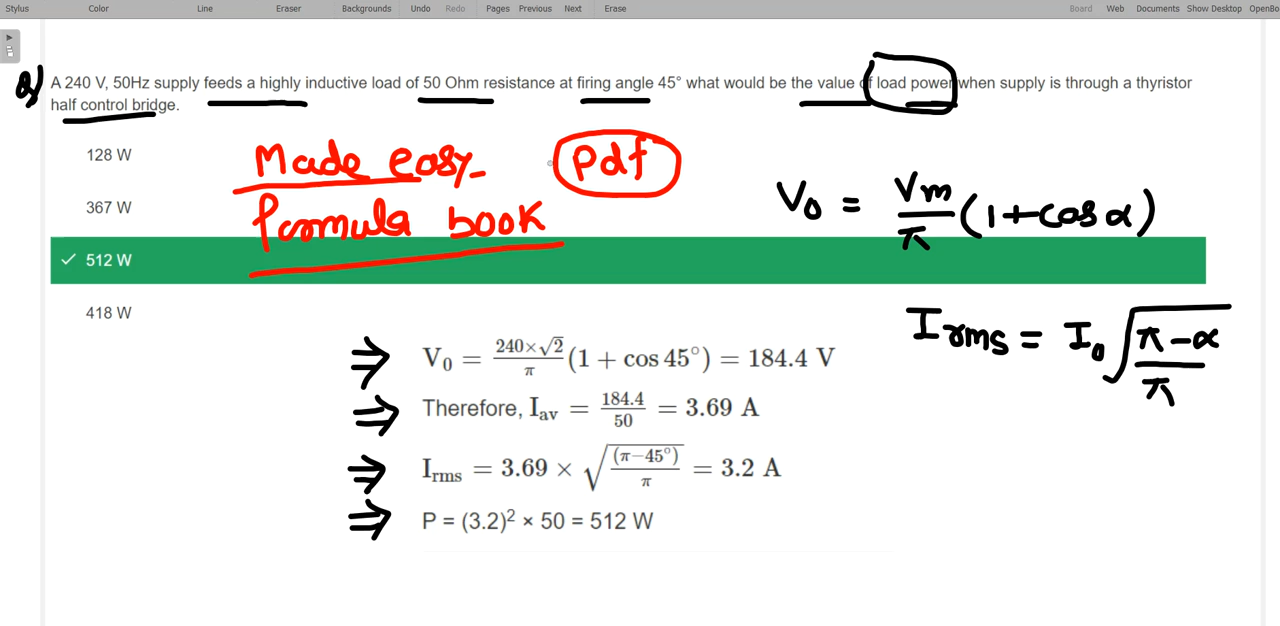 Stylus Color Line Eraser Backgrounds Undo Redo Pages Previous Next Erase Board Web Documents Show Desktop OpenBo
Q) A 240 V, 50Hz supply feeds a highly inductive load of 50 Ohm resistance at firing angle 45° what would be the value of load power when supply is through a thyristor
half control bridge.
128 W
Made easy
Pdf
V₀ = Vm/π (1+cosα)
367 W
formula book
✓ 512 W
418 W
I rms = I₀ √(π-α/π)
⇒ V₀ = 240×√2/π (1 + cos 45°) = 184.4 V
⇒ Therefore, Iav = 184.4/50 = 3.69 A
⇒ Irms = 3.69 × √((π−45°)/π) = 3.2 A
⇒ P = (3.2)² × 50 = 512 W